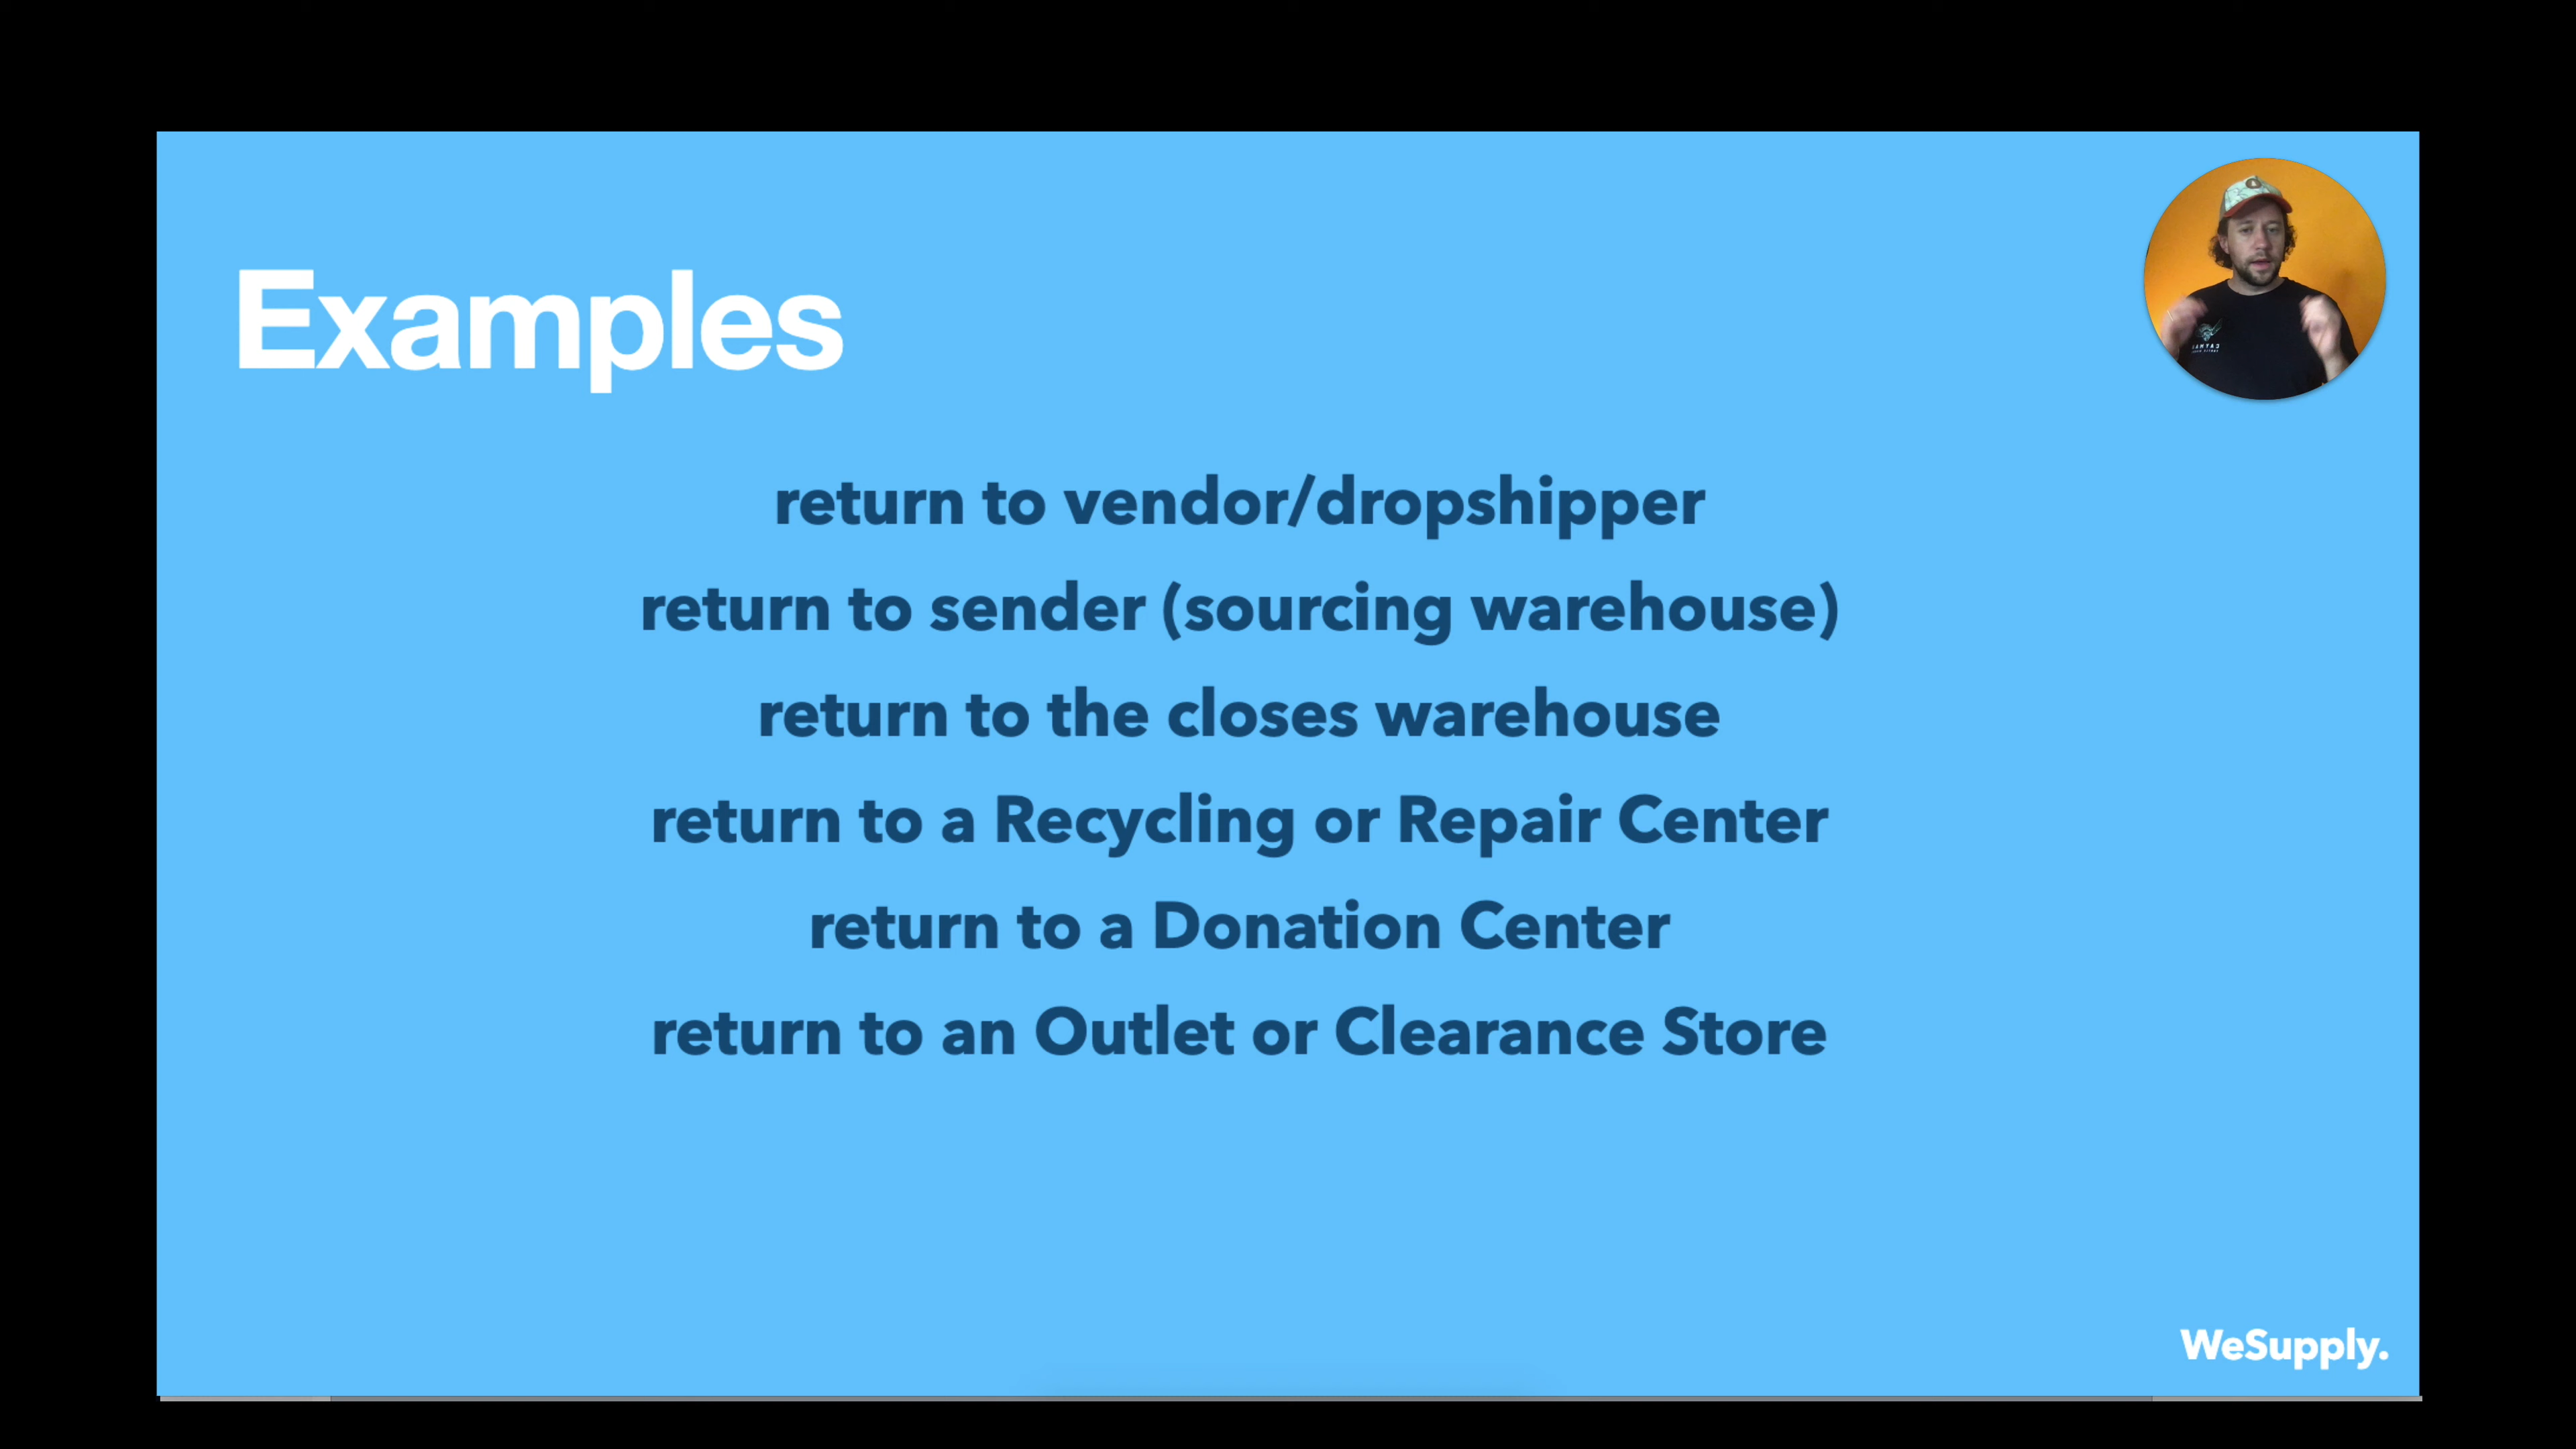 Examples
return to vendor/dropshipper
return to sender (sourcing warehouse)
return to the closes warehouse
return to a Recycling or Repair Center
return to a Donation Center
return to an Outlet or Clearance Store
WeSupply.